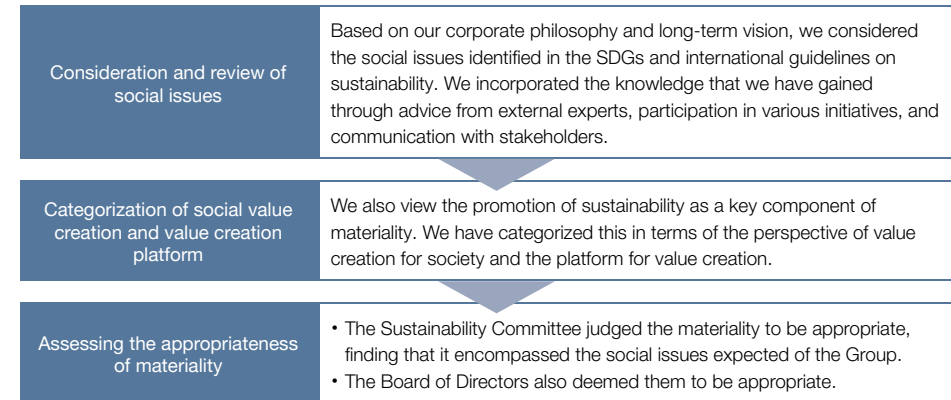 Consideration and review of
social issues
Based on our corporate philosophy and long-term vision, we considered
the social issues identified in the SDGs and international guidelines on
sustainability. We incorporated the knowledge that we have gained
through advice from external experts, participation in various initiatives, and
communication with stakeholders.
Categorization of social value
creation and value creation
platform
We also view the promotion of sustainability as a key component of
materiality. We have categorized this in terms of the perspective of value
creation for society and the platform for value creation.
Assessing the appropriateness
of materiality
• The Sustainability Committee judged the materiality to be appropriate,
finding that it encompassed the social issues expected of the Group.
• The Board of Directors also deemed them to be appropriate.